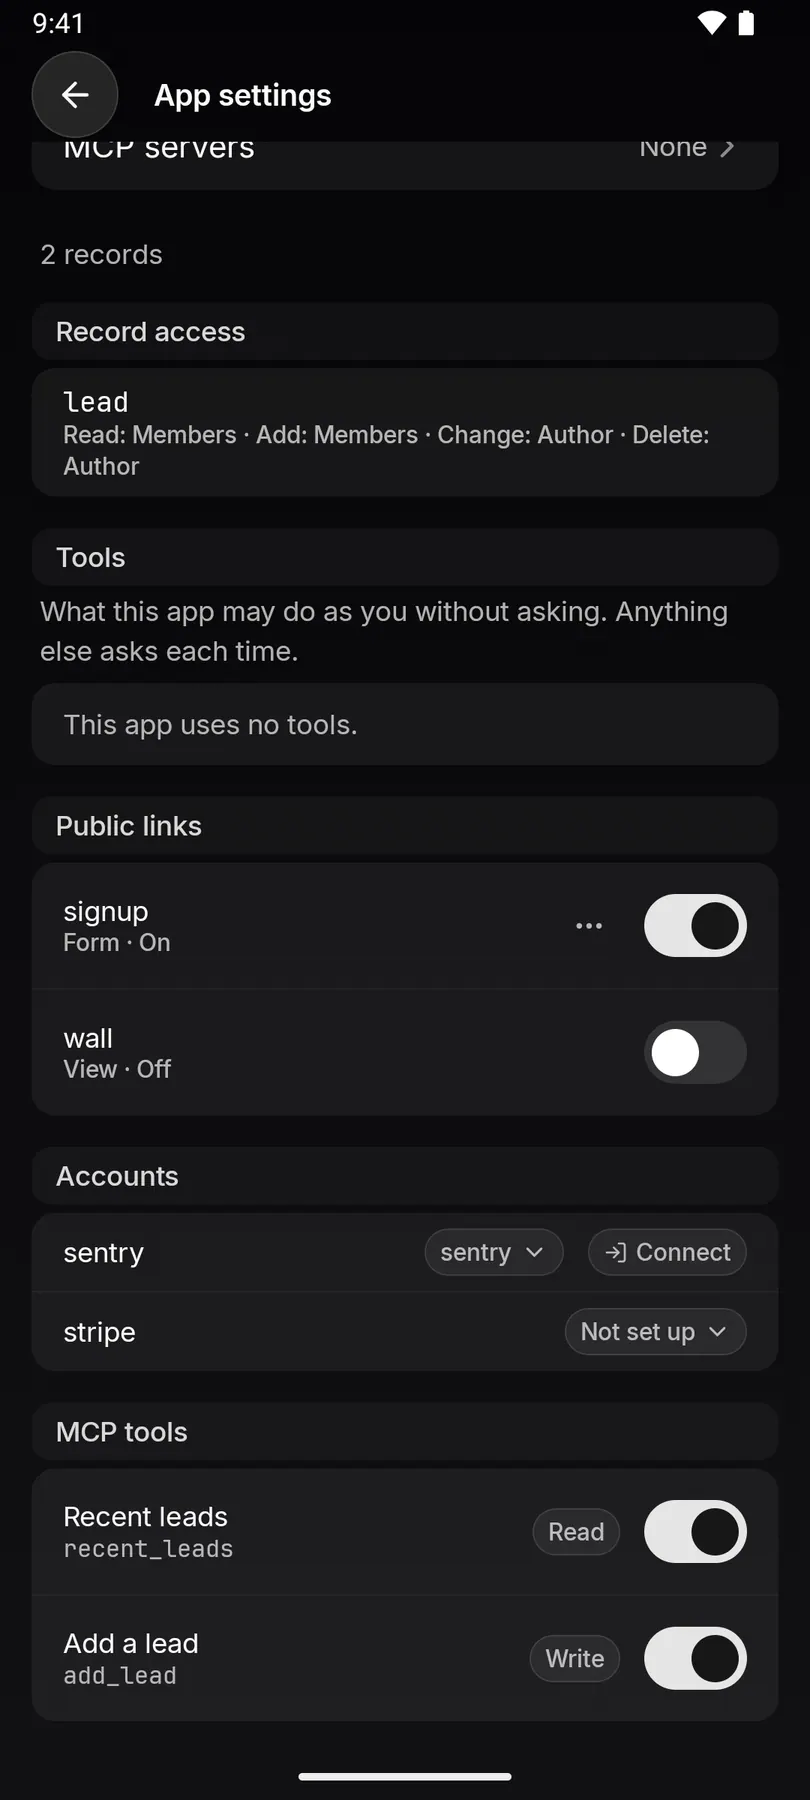 9:41
App settings
MCP servers
None
2 records
Record access
lead
Read: Members · Add: Members · Change: Author · Delete:
Author
Tools
What this app may do as you without asking. Anything
else asks each time.
This app uses no tools.
Public links
signup
Form · On
wall
View · Off
Accounts
sentry
sentry
Connect
stripe
Not set up
MCP tools
Recent leads
recent_leads
Read
Add a lead
add_lead
Write